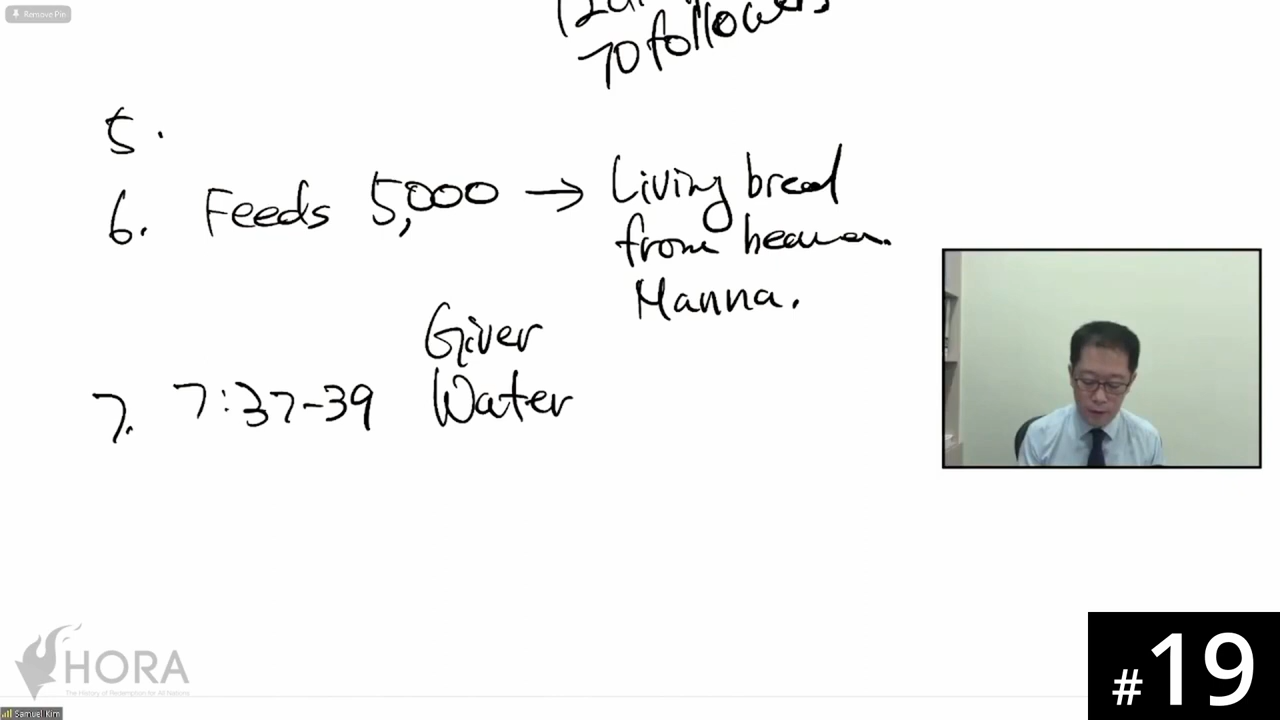 Remove Pin
70 followers
5.
6. Feeds 5,000 → Living bread
from heaven.
Manna.
Giver
7. 7:37-39 Water
HORA
The History of Redemption for All Nations
Samuel Kim
#19